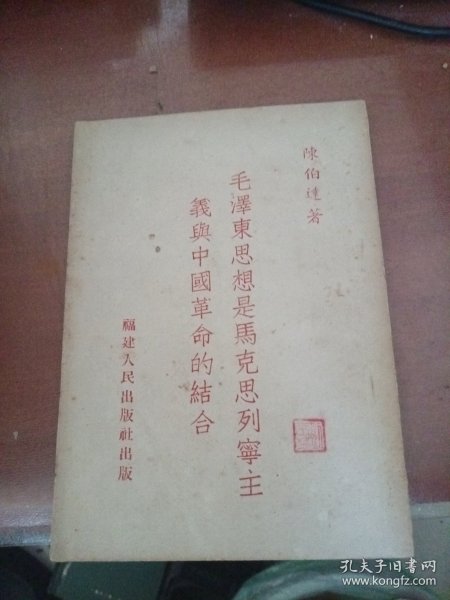 陳伯達著
毛澤東思想是馬克思列寧主
義與中國革命的結合
福建人民出版社出版
孔夫子旧书网
www.kongfz.com